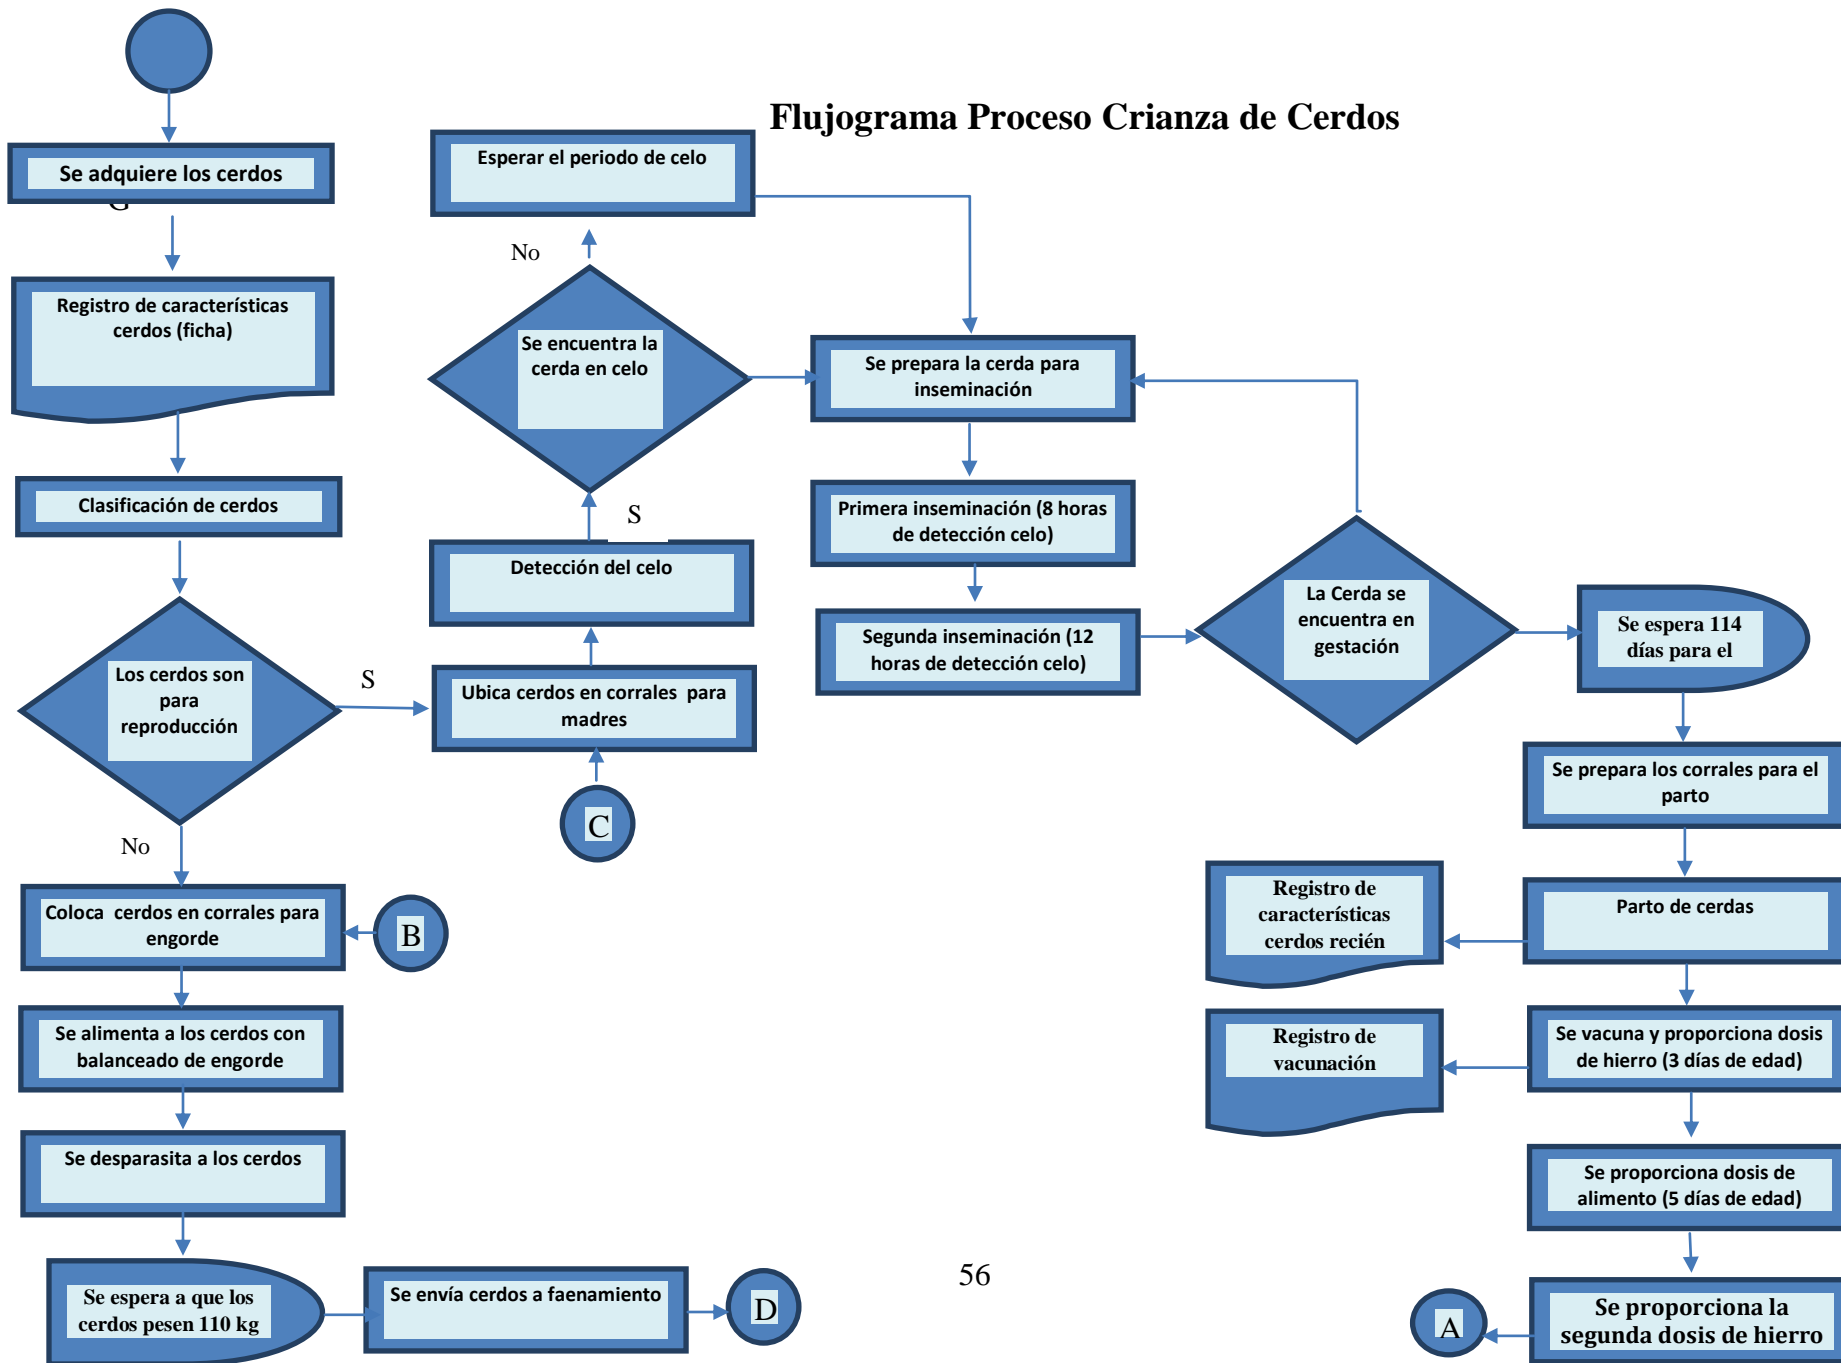 Flujograma Proceso Crianza de Cerdos
Se adquiere los cerdos
Registro de características
cerdos (ficha)
Clasificación de cerdos
Los cerdos son
para
reproducción
S
No
Coloca cerdos en corrales para
engorde
B
Se alimenta a los cerdos con
balanceado de engorde
Se desparasita a los cerdos
Se espera a que los
cerdos pesen 110 kg
Se envía cerdos a faenamiento
D
Ubica cerdos en corrales para
madres
C
Detección del celo
S
Se encuentra la
cerda en celo
No
Esperar el periodo de celo
Se prepara la cerda para
inseminación
Primera inseminación (8 horas
de detección celo)
Segunda inseminación (12
horas de detección celo)
La Cerda se
encuentra en
gestación
Se espera 114
días para el
Se prepara los corrales para el
parto
Parto de cerdas
Registro de
características
cerdos recién
Se vacuna y proporciona dosis
de hierro (3 días de edad)
Registro de
vacunación
Se proporciona dosis de
alimento (5 días de edad)
Se proporciona la
segunda dosis de hierro
A
56